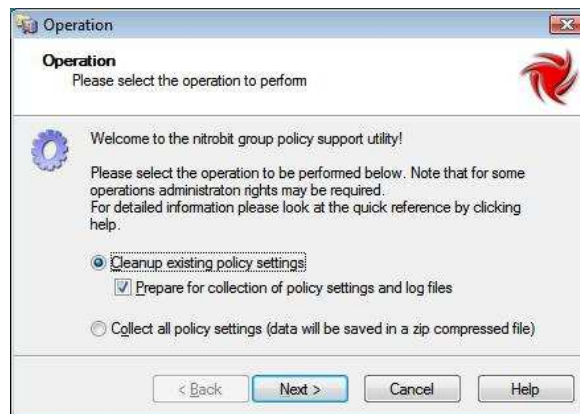 Operation
Operation
Please select the operation to perform
Welcome to the nitrobit group policy support utility!
Please select the operation to be performed below. Note that for some
operations administraton rights may be required.
For detailed information please look at the quick reference by clicking
help.
Cleanup existing policy settings
Prepare for collection of policy settings and log files
Collect all policy settings (data will be saved in a zip compressed file)
< Back
Next >
Cancel
Help